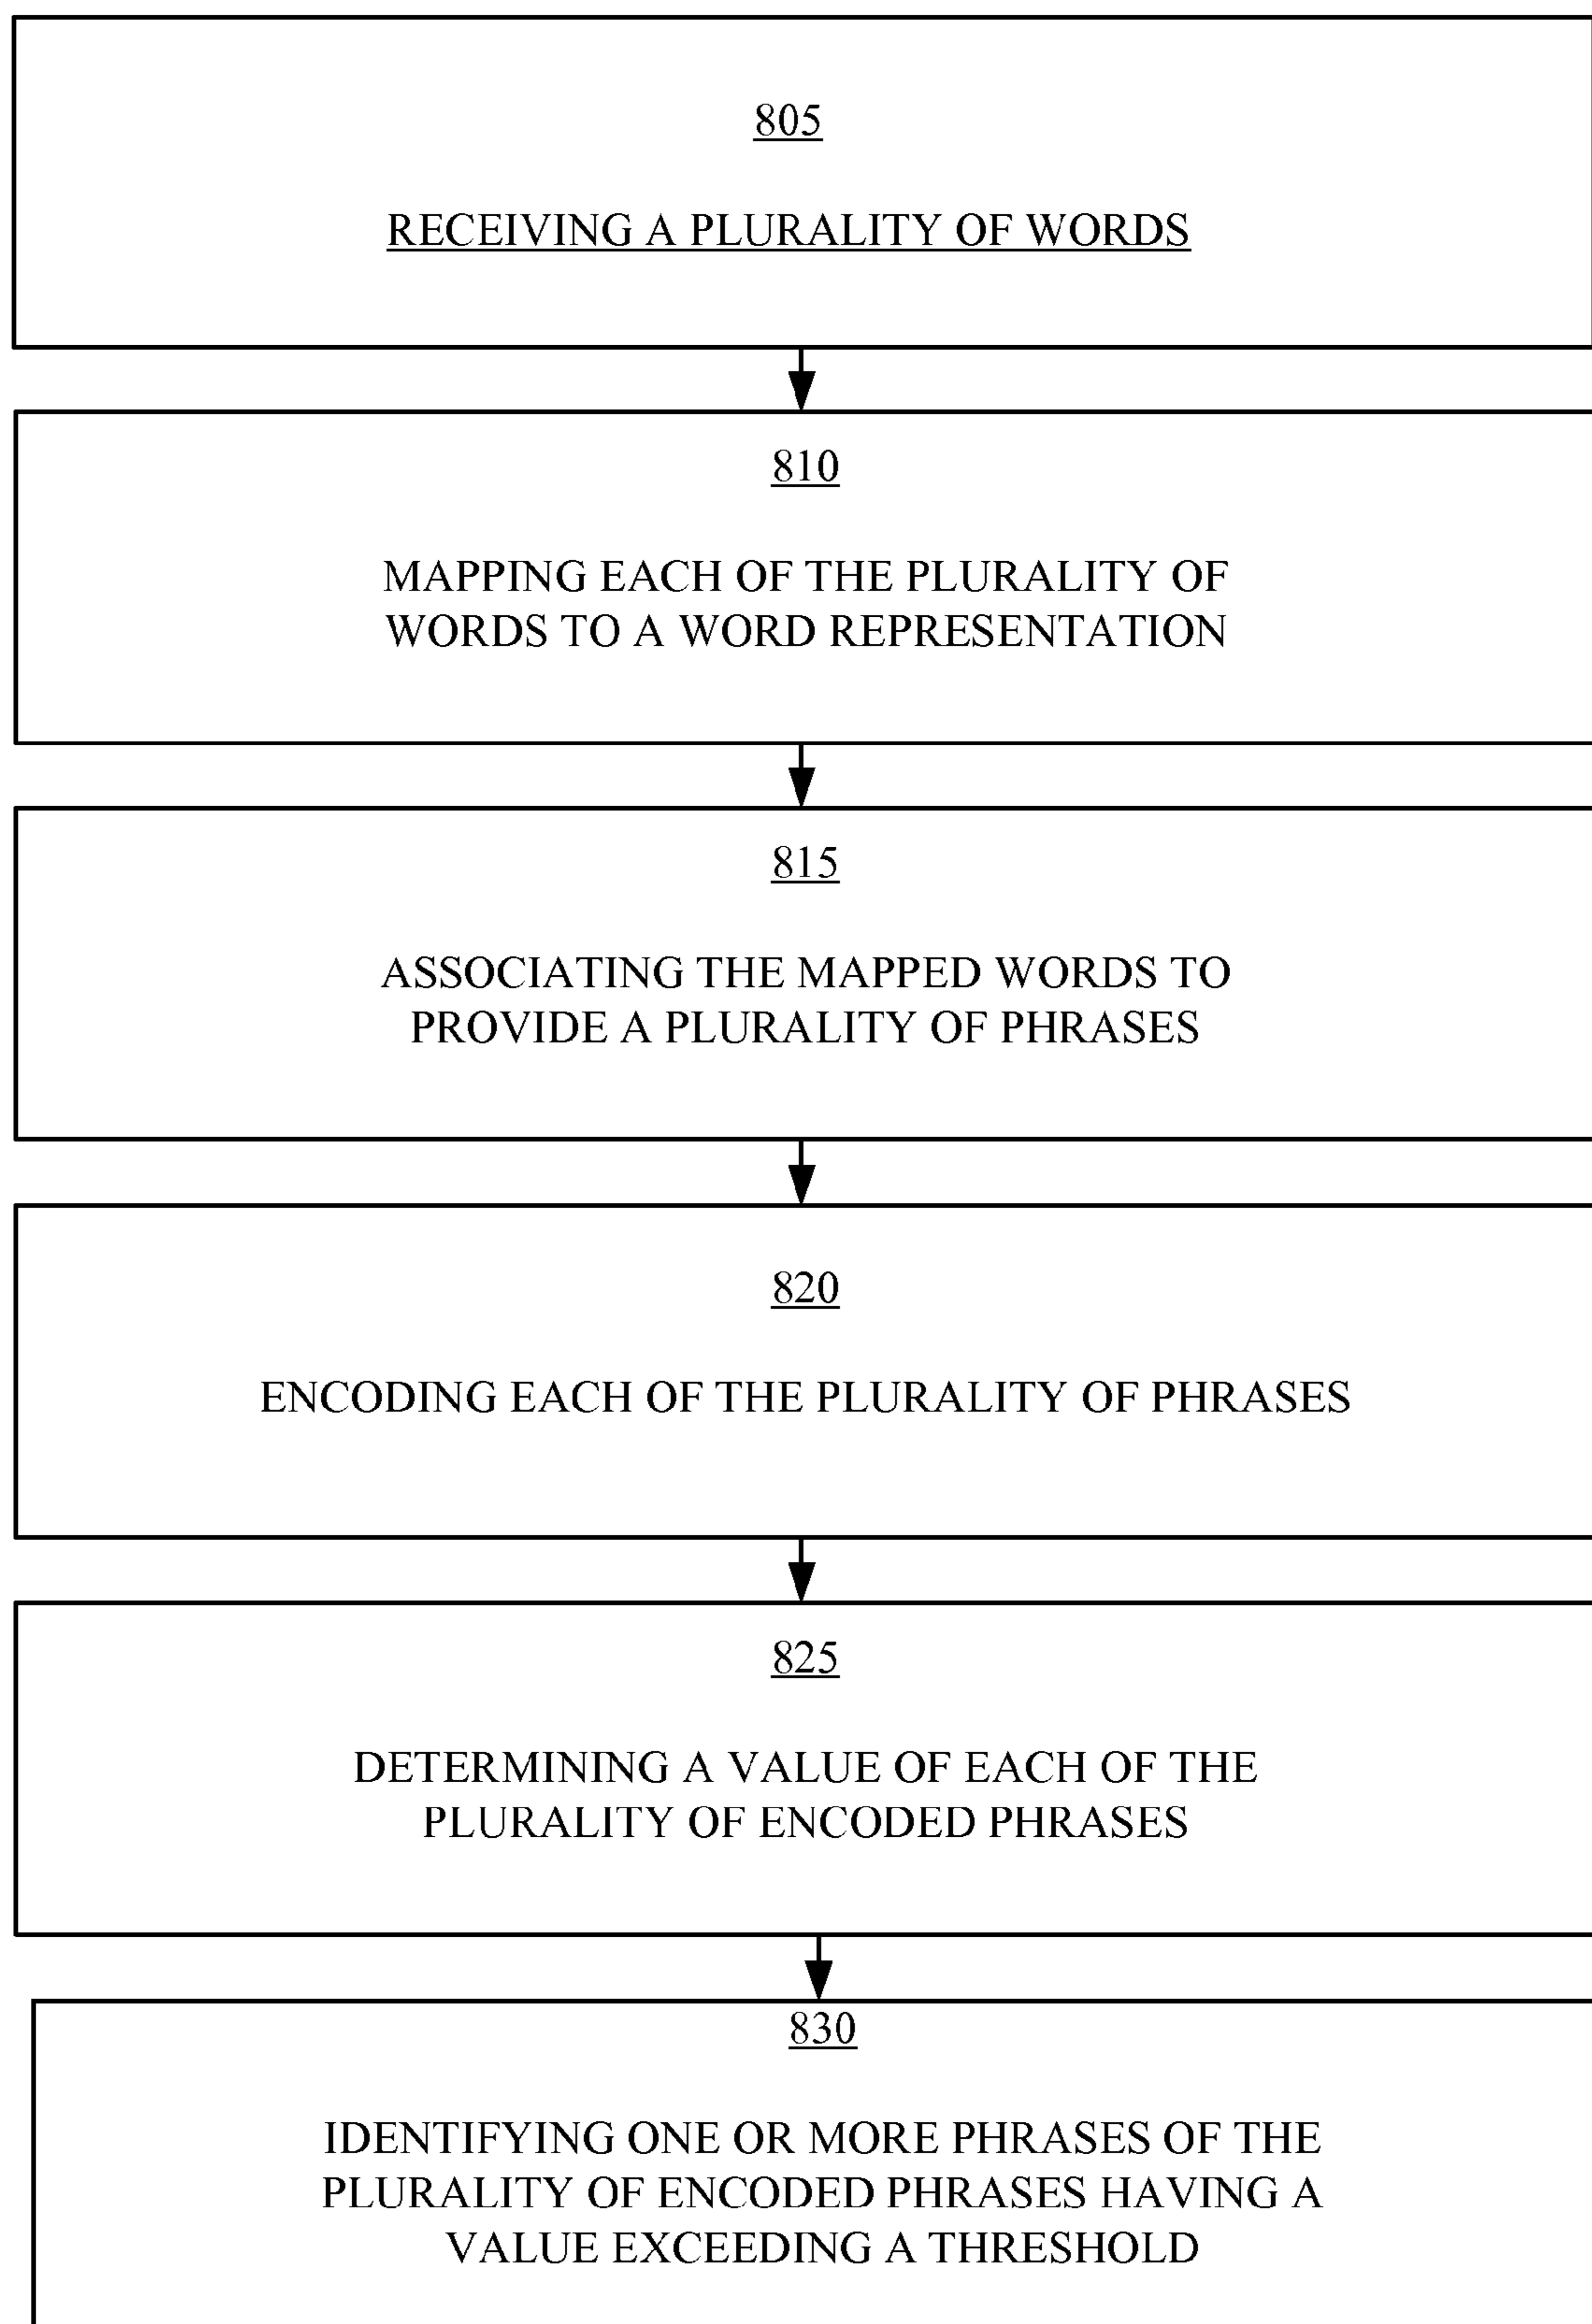 805
RECEIVING A PLURALITY OF WORDS
810
MAPPING EACH OF THE PLURALITY OF
WORDS TO A WORD REPRESENTATION
815
ASSOCIATING THE MAPPED WORDS TO
PROVIDE A PLURALITY OF PHRASES
820
ENCODING EACH OF THE PLURALITY OF PHRASES
825
DETERMINING A VALUE OF EACH OF THE
PLURALITY OF ENCODED PHRASES
830
IDENTIFYING ONE OR MORE PHRASES OF THE
PLURALITY OF ENCODED PHRASES HAVING A
VALUE EXCEEDING A THRESHOLD